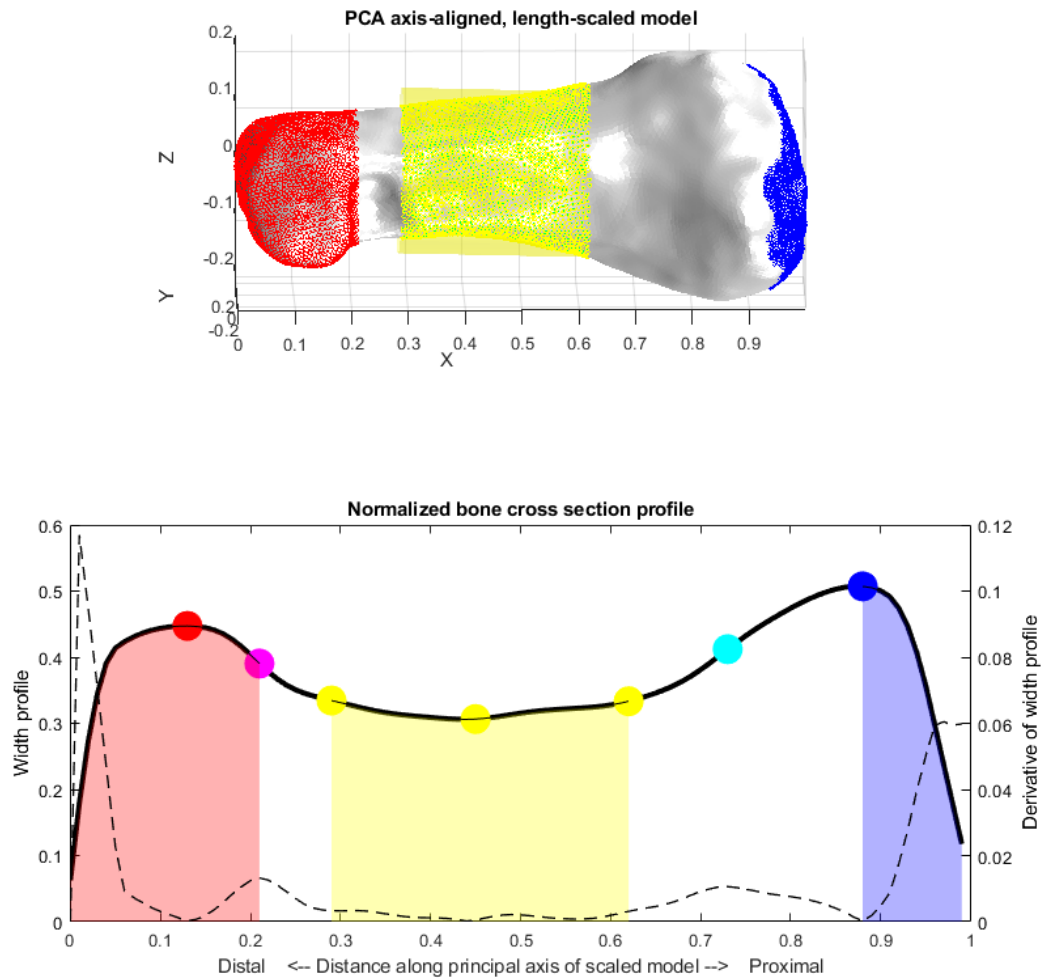 PCA axis-aligned, length-scaled model
0.2
0.1
0
-0.1
-0.2
Z
Y
0.2
0
-0.2
0 0.1 0.2 0.3 0.4 0.5 0.6 0.7 0.8 0.9
X
Normalized bone cross section profile
0.6 0.12
0.5 0.1
0.4 0.08
0.3 0.06
0.2 0.04
0.1 0.02
0 0
Width profile
Derivative of width profile
0 0.1 0.2 0.3 0.4 0.5 0.6 0.7 0.8 0.9 1
Distal <-- Distance along principal axis of scaled model --> Proximal